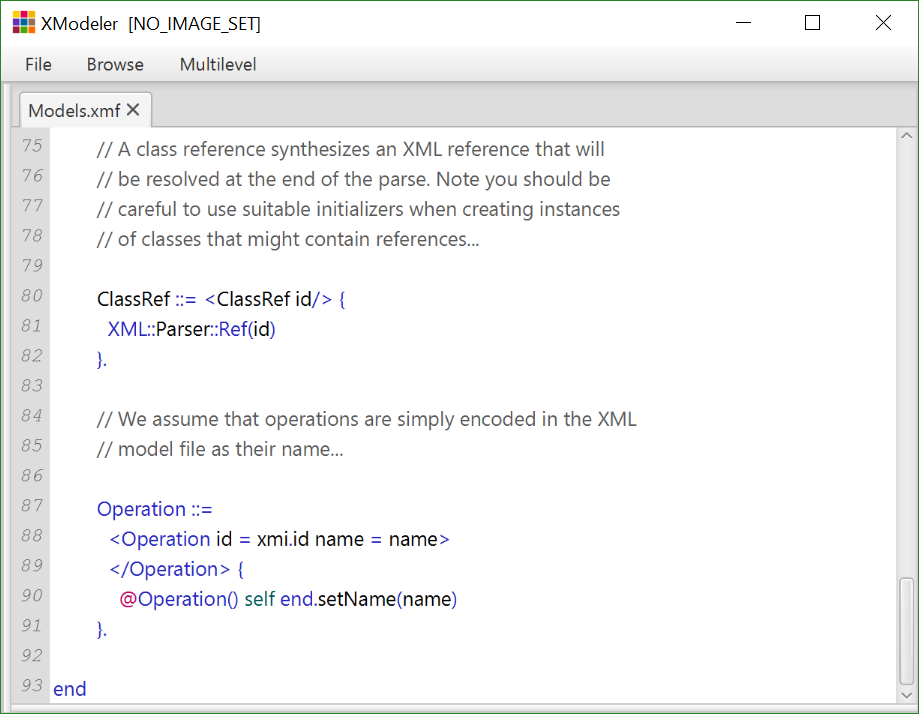 XModeler [NO_IMAGE_SET]
File Browse Multilevel
Models.xmf
75 // A class reference synthesizes an XML reference that will
76 // be resolved at the end of the parse. Note you should be
77 // careful to use suitable initializers when creating instances
78 // of classes that might contain references...
79
80 ClassRef ::= <ClassRef id/> {
81 XML::Parser::Ref(id)
82 }.
83
84 // We assume that operations are simply encoded in the XML
85 // model file as their name...
86
87 Operation ::=
88 <Operation id = xmi.id name = name>
89 </Operation> {
90 @Operation() self end.setName(name)
91 }.
92
93 end